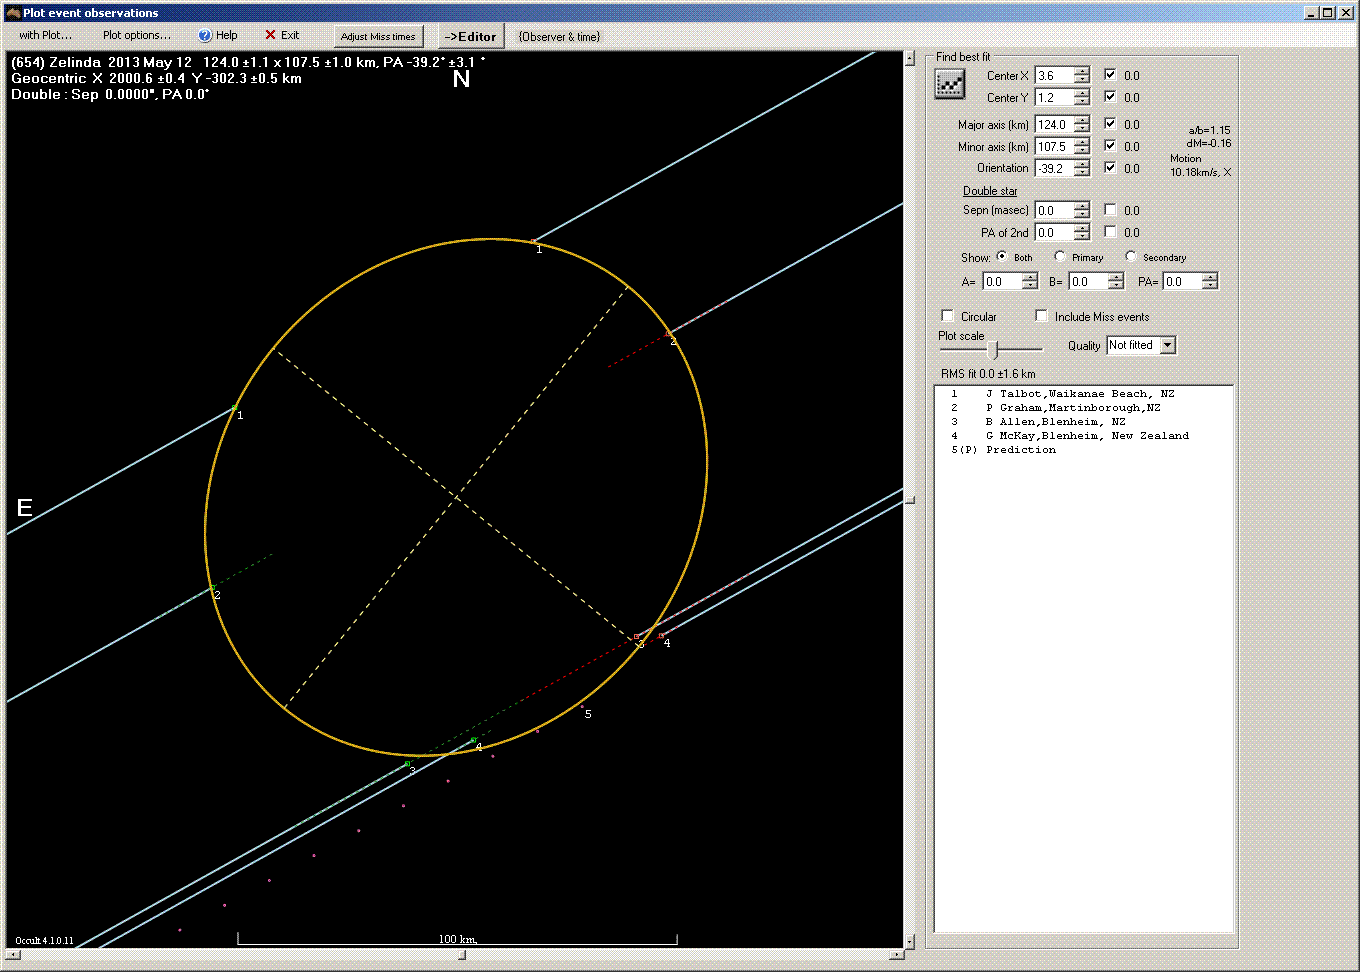 Plot event observations
with Plot... Plot options... Help Exit Adjust Miss times ->Editor {Observer & time}
(654) Zelinda 2013 May 12 124.0 ±1.1 x 107.5 ±1.0 km, PA -39.2° ±3.1 °
Geocentric X 2000.6 ±0.4 Y -302.3 ±0.5 km
Double : Sep 0.0000", PA 0.0°
N
E
1
2
1
2
3
4
5
4
3
100 km,
Occult 4.1.0.11
Find best fit
Center X 3.6 0.0
Center Y 1.2 0.0
Major axis (km) 124.0 0.0
Minor axis (km) 107.5 0.0
Orientation -39.2 0.0
a/b=1.15
dM=-0.16
Motion
10.18km/s, X
Double star
Sepn (masec) 0.0 0.0
PA of 2nd 0.0 0.0
Show: Both Primary Secondary
A= 0.0 B= 0.0 PA= 0.0
Circular Include Miss events
Plot scale
Quality Not fitted
RMS fit 0.0 ±1.6 km
1 J Talbot,Waikanae Beach, NZ
2 P Graham,Martinborough,NZ
3 B Allen,Blenheim, NZ
4 G McKay,Blenheim, New Zealand
5(P) Prediction